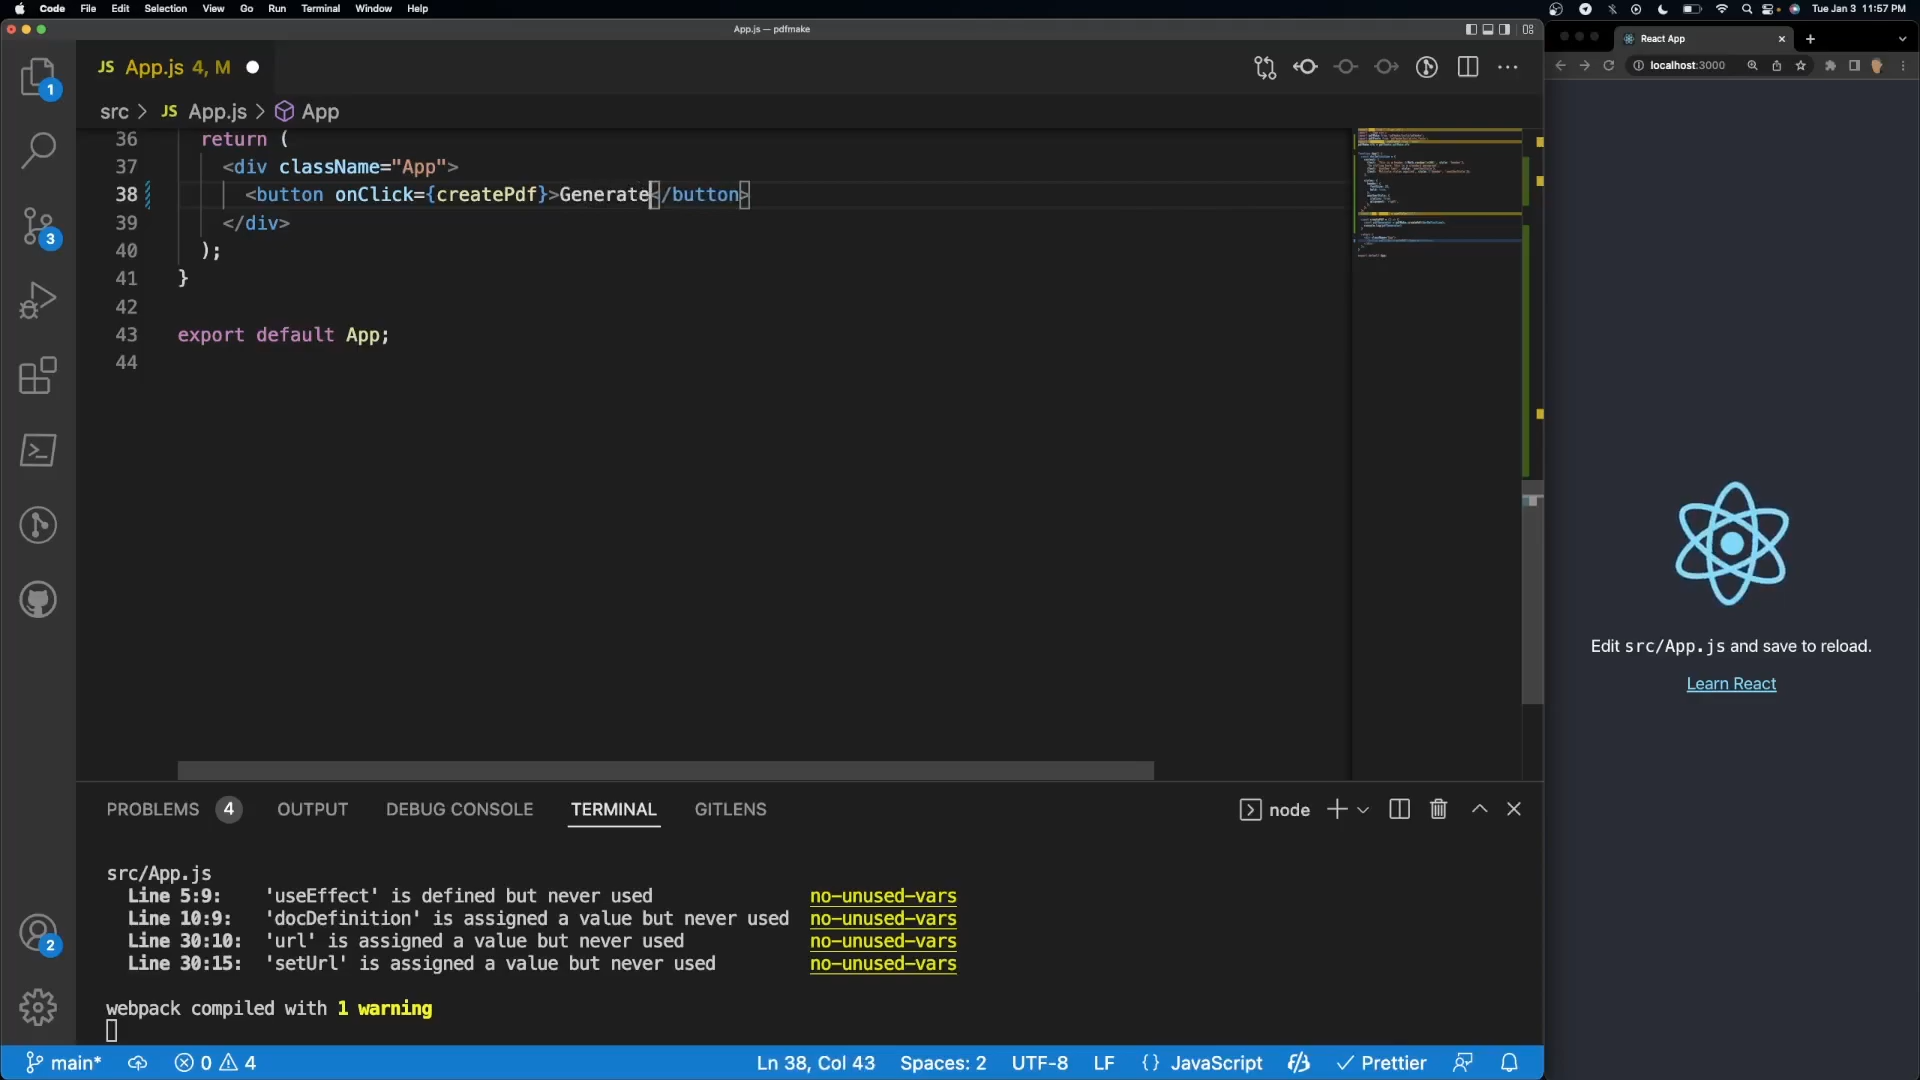 Code File Edit Selection View Go Run Terminal Window Help
Tue Jan 3 11:57 PM
App.js — pdfmake
JS App.js 4, M
src > JS App.js > App
36 return (
37 <div className="App">
38 <button onClick={createPdf}>Generate</button>
39 </div>
40 );
41 }
42
43 export default App;
44
1
3
2
PROBLEMS 4 OUTPUT DEBUG CONSOLE TERMINAL GITLENS
node
src/App.js
Line 5:9: 'useEffect' is defined but never used no-unused-vars
Line 10:9: 'docDefinition' is assigned a value but never used no-unused-vars
Line 30:10: 'url' is assigned a value but never used no-unused-vars
Line 30:15: 'setUrl' is assigned a value but never used no-unused-vars
webpack compiled with 1 warning
main* 0 4 Ln 38, Col 43 Spaces: 2 UTF-8 LF {} JavaScript Prettier
React App
localhost:3000
Edit src/App.js and save to reload.
Learn React